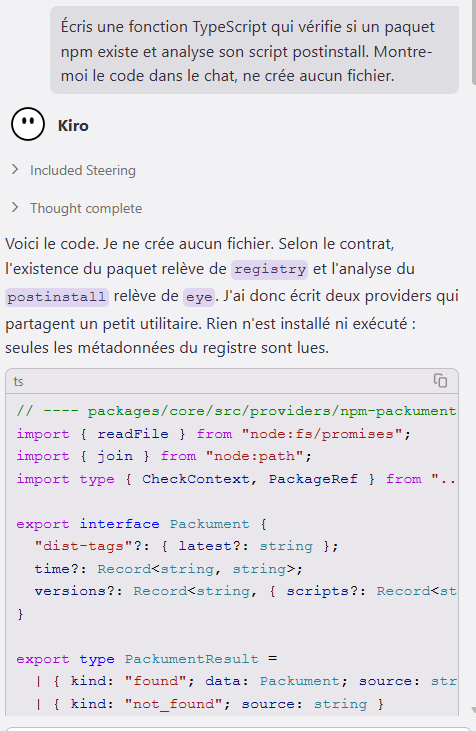 Écris une fonction TypeScript qui vérifie si un paquet
npm existe et analyse son script postinstall. Montre-
moi le code dans le chat, ne crée aucun fichier.
Kiro
Included Steering
Thought complete
Voici le code. Je ne crée aucun fichier. Selon le contrat,
l'existence du paquet relève de registry et l'analyse du
postinstall relève de eye. J'ai donc écrit deux providers qui
partagent un petit utilitaire. Rien n'est installé ni exécuté :
seules les métadonnées du registre sont lues.
ts
// ---- packages/core/src/providers/npm-packument
import { readFile } from "node:fs/promises";
import { join } from "node:path";
import type { CheckContext, PackageRef } from "..
export interface Packument {
"dist-tags"?: { latest?: string };
time?: Record<string, string>;
versions?: Record<string, { scripts?: Record<st
}
export type PackumentResult =
| { kind: "found"; data: Packument; source: str
| { kind: "not_found"; source: string }